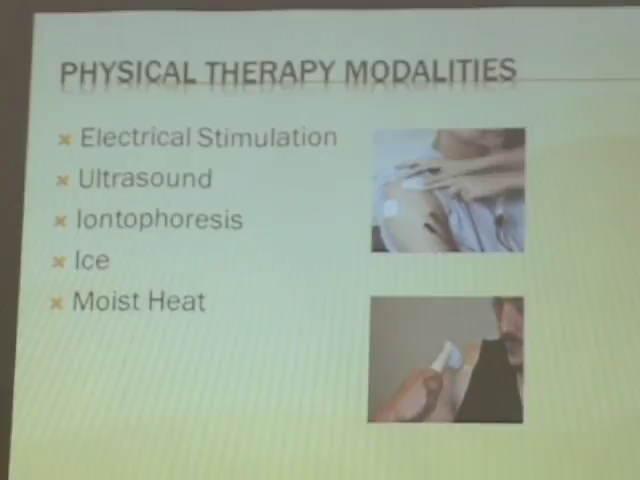 PHYSICAL THERAPY MODALITIES
Electrical Stimulation
Ultrasound
Iontophoresis
Ice
Moist Heat